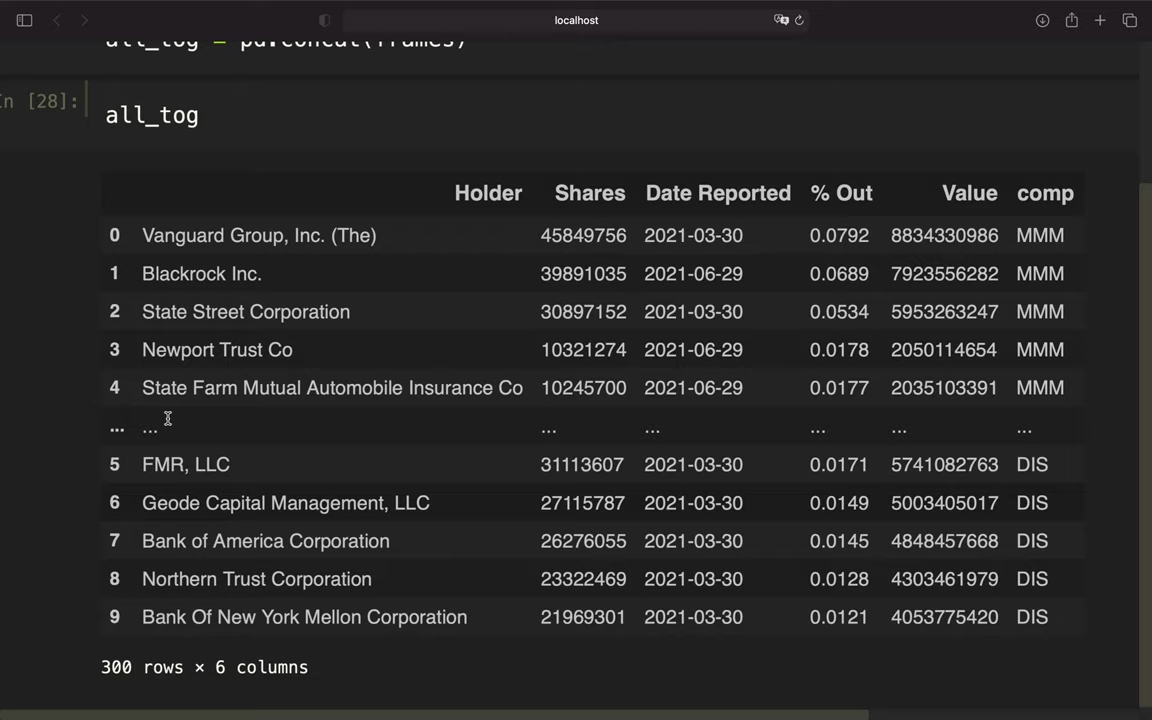 localhost
all_tog = pd.concat(frames)
In [28]:
all_tog
Holder Shares Date Reported % Out Value comp
0 Vanguard Group, Inc. (The) 45849756 2021-03-30 0.0792 8834330986 MMM
1 Blackrock Inc. 39891035 2021-06-29 0.0689 7923556282 MMM
2 State Street Corporation 30897152 2021-03-30 0.0534 5953263247 MMM
3 Newport Trust Co 10321274 2021-06-29 0.0178 2050114654 MMM
4 State Farm Mutual Automobile Insurance Co 10245700 2021-06-29 0.0177 2035103391 MMM
... ... ... ... ... ... ...
5 FMR, LLC 31113607 2021-03-30 0.0171 5741082763 DIS
6 Geode Capital Management, LLC 27115787 2021-03-30 0.0149 5003405017 DIS
7 Bank of America Corporation 26276055 2021-03-30 0.0145 4848457668 DIS
8 Northern Trust Corporation 23322469 2021-03-30 0.0128 4303461979 DIS
9 Bank Of New York Mellon Corporation 21969301 2021-03-30 0.0121 4053775420 DIS
300 rows × 6 columns